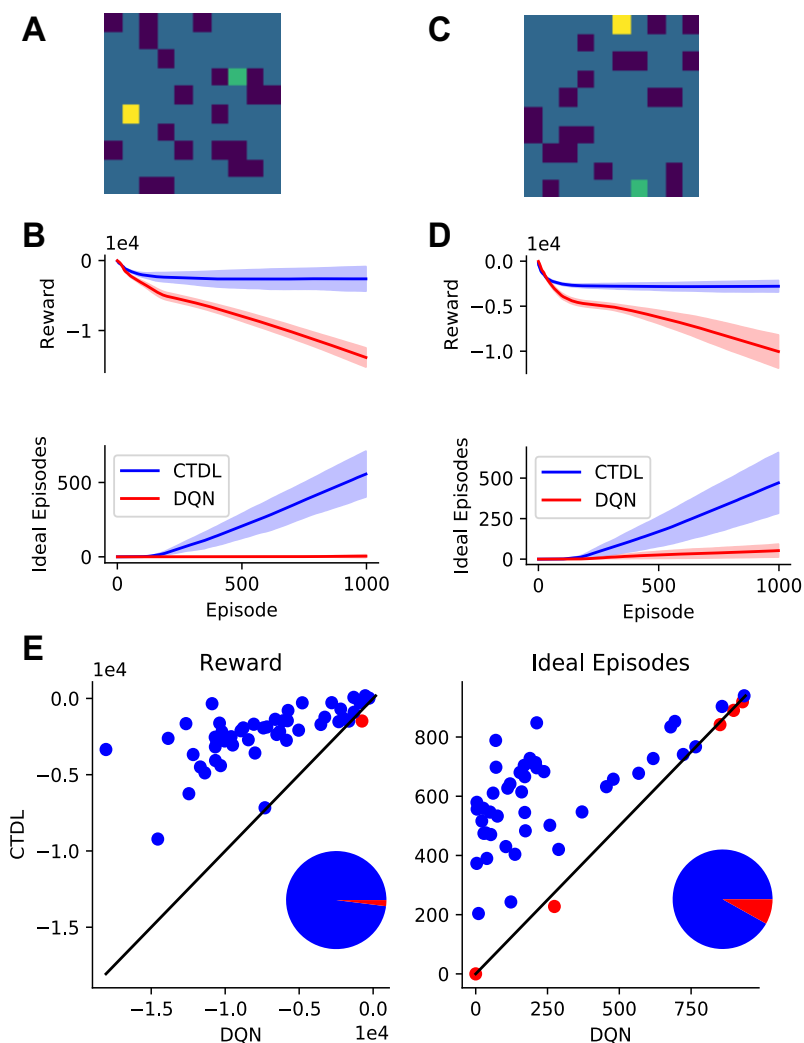 A
C
B
1e4
0
−1
Reward
D
1e4
0.0
−0.5
−1.0
Reward
500
0
Ideal Episodes
CTDL
DQN
0
500
1000
Episode
500
250
0
Ideal Episodes
CTDL
DQN
0
500
1000
Episode
E
1e4
Reward
0.0
−0.5
−1.0
−1.5
CTDL
−1.5
−1.0
−0.5
0.0
DQN
1e4
Ideal Episodes
800
600
400
200
0
0
250
500
750
DQN